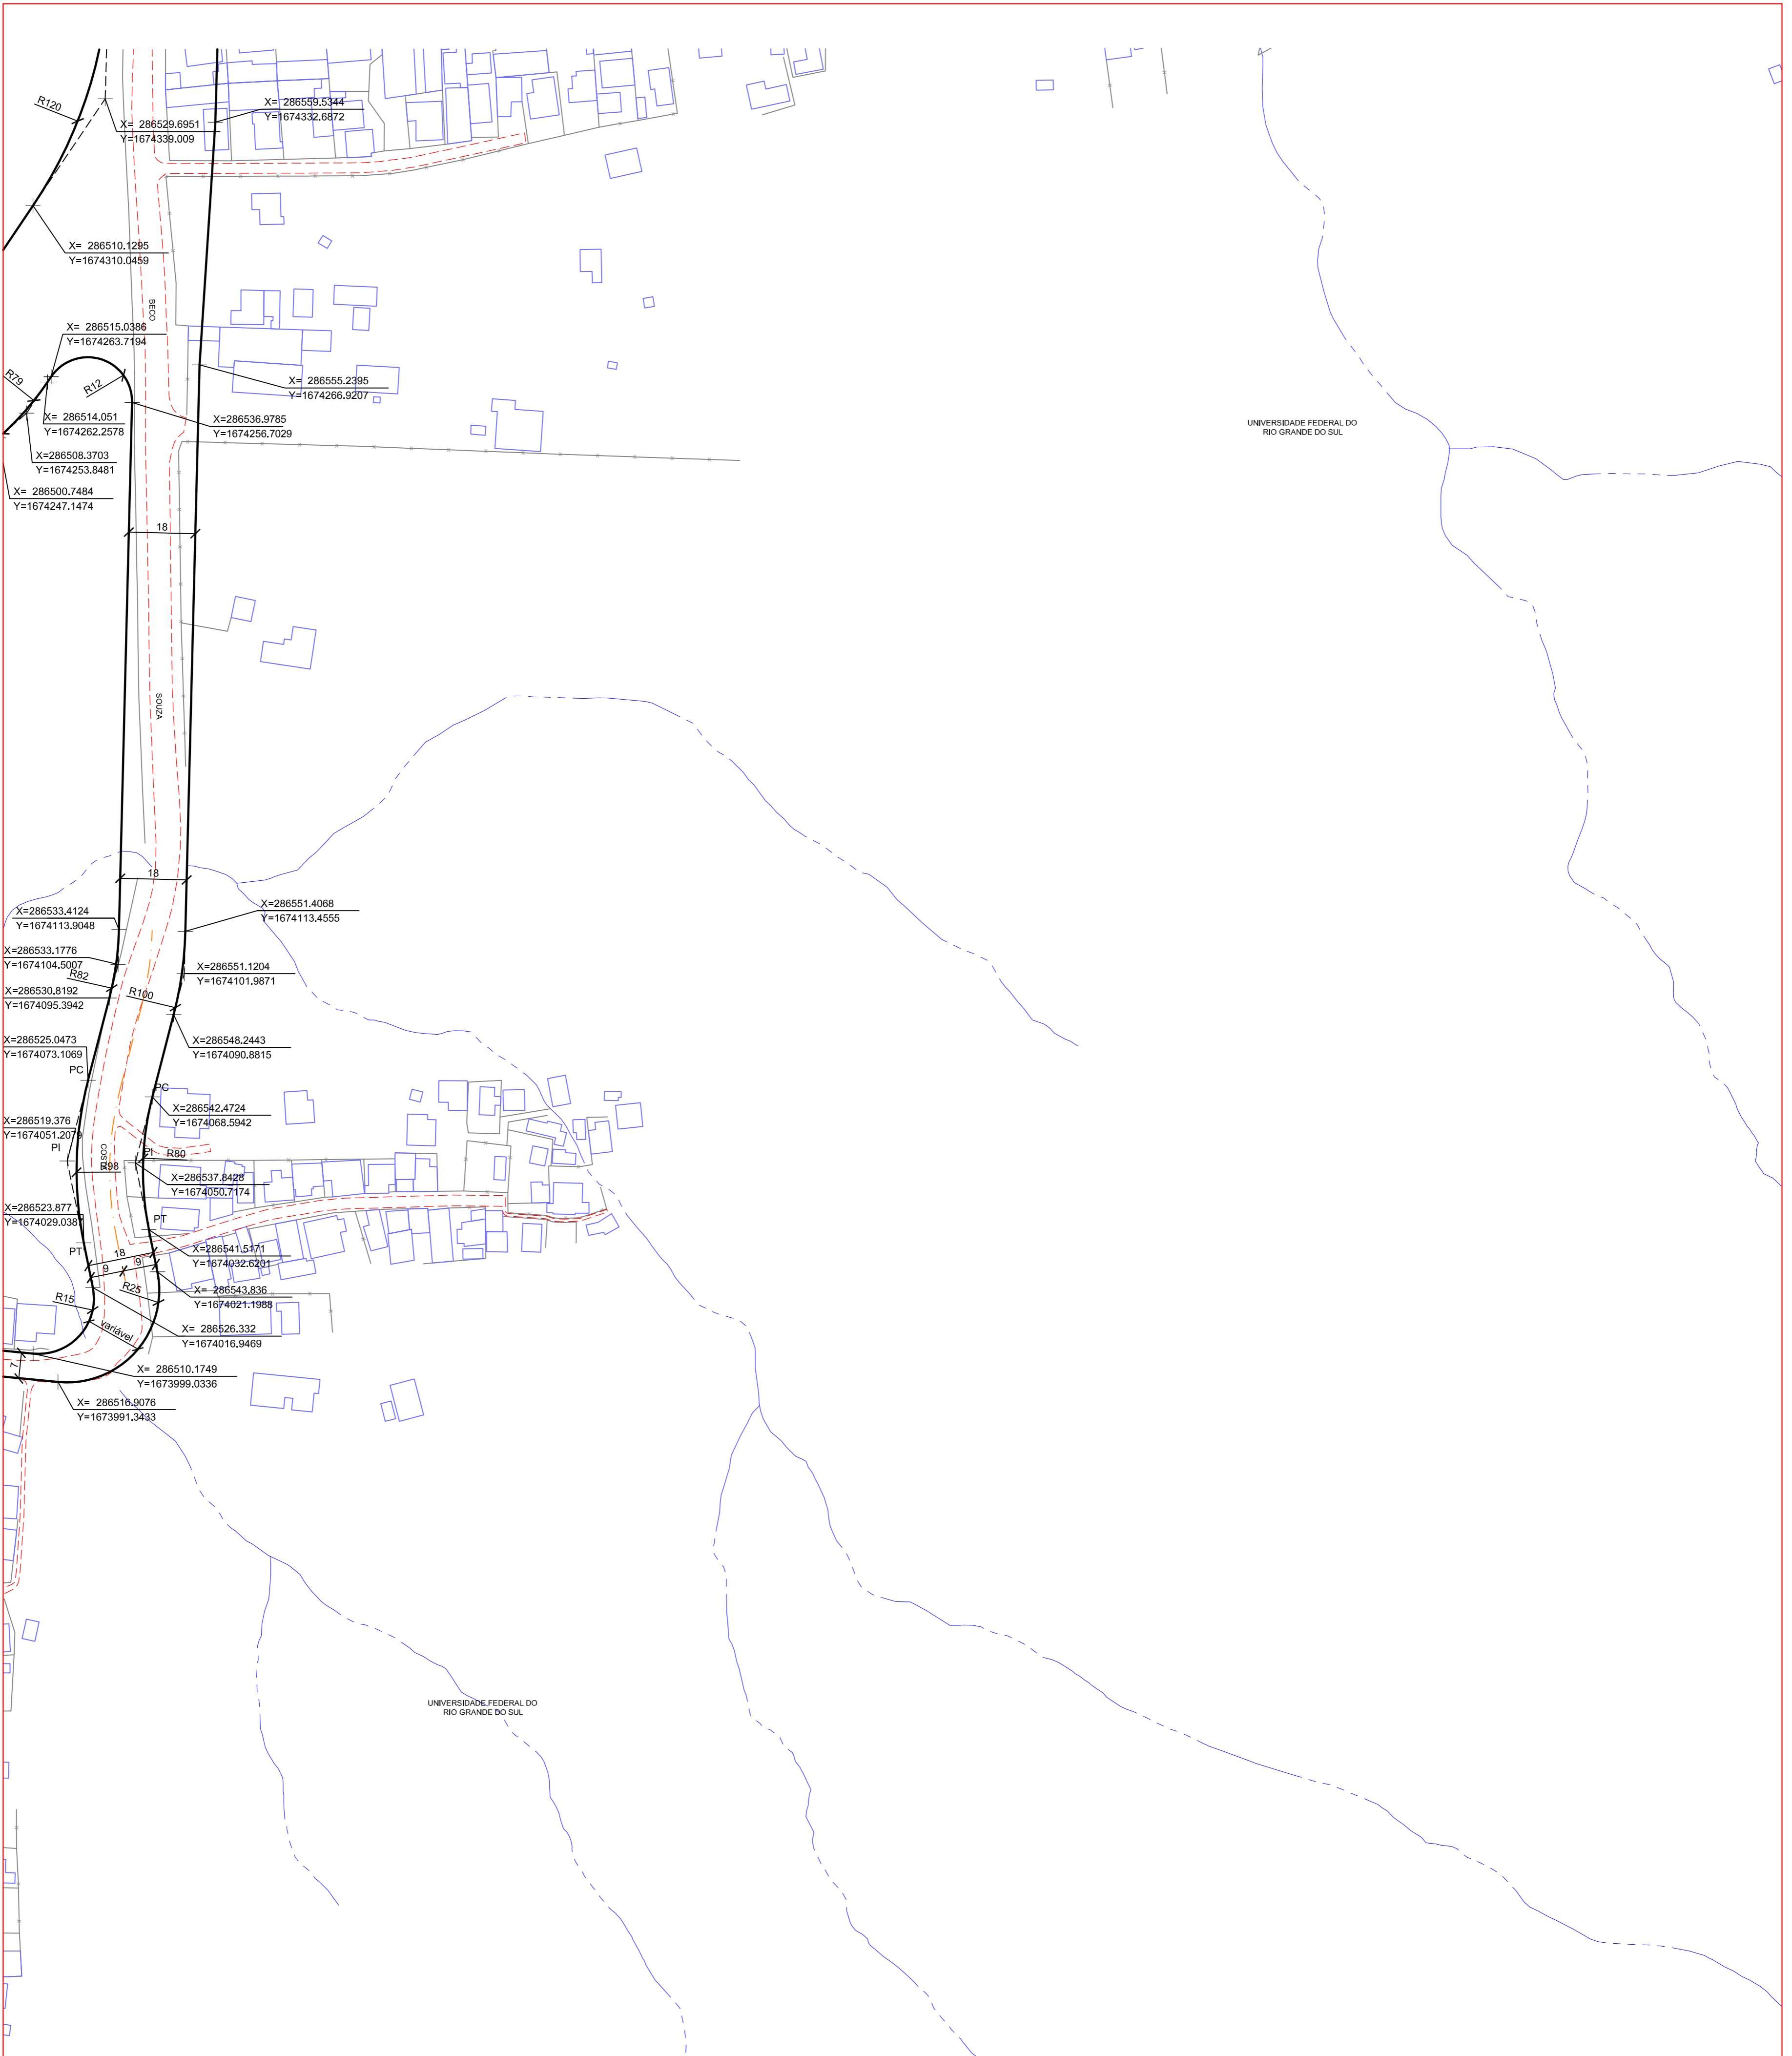 R120
X= 286559.5344
Y=1674332.6872
X= 286529.6951
Y=1674339.009
X= 286510.1295
Y=1674310.0459
BECO
X= 286515.0386
Y=1674263.7194
R79
R12
X= 286555.2395
Y=1674266.9207
X= 286514.051
Y=1674262.2578
X=286536.9785
Y=1674256.7029
UNIVERSIDADE FEDERAL DO
RIO GRANDE DO SUL
X=286508.3703
Y=1674253.8481
X= 286500.7484
Y=1674247.1474
18
SOUZA
18
X=286533.4124
Y=1674113.9048
X=286551.4068
Y=1674113.4555
X=286533.1776
Y=1674104.5007
R82
X=286551.1204
Y=1674101.9871
X=286530.8192
Y=1674095.3942
R100
X=286525.0473
Y=1674073.1069
PC
X=286548.2443
Y=1674090.8815
PC
X=286542.4724
Y=1674068.5942
X=286519.376
Y=1674051.2079
PI
COS
PI
R80
R98
X=286537.8428
Y=1674050.7174
X=286523.877
Y=1674029.0387
PT
PT
18
X=286541.5171
Y=1674032.6201
9
9
R25
X= 286543.836
Y=1674021.1988
R15
variável
X= 286526.332
Y=1674016.9469
7
X= 286510.1749
Y=1673999.0336
X= 286516.9076
Y=1673991.3433
UNIVERSIDADE FEDERAL DO
RIO GRANDE DO SUL